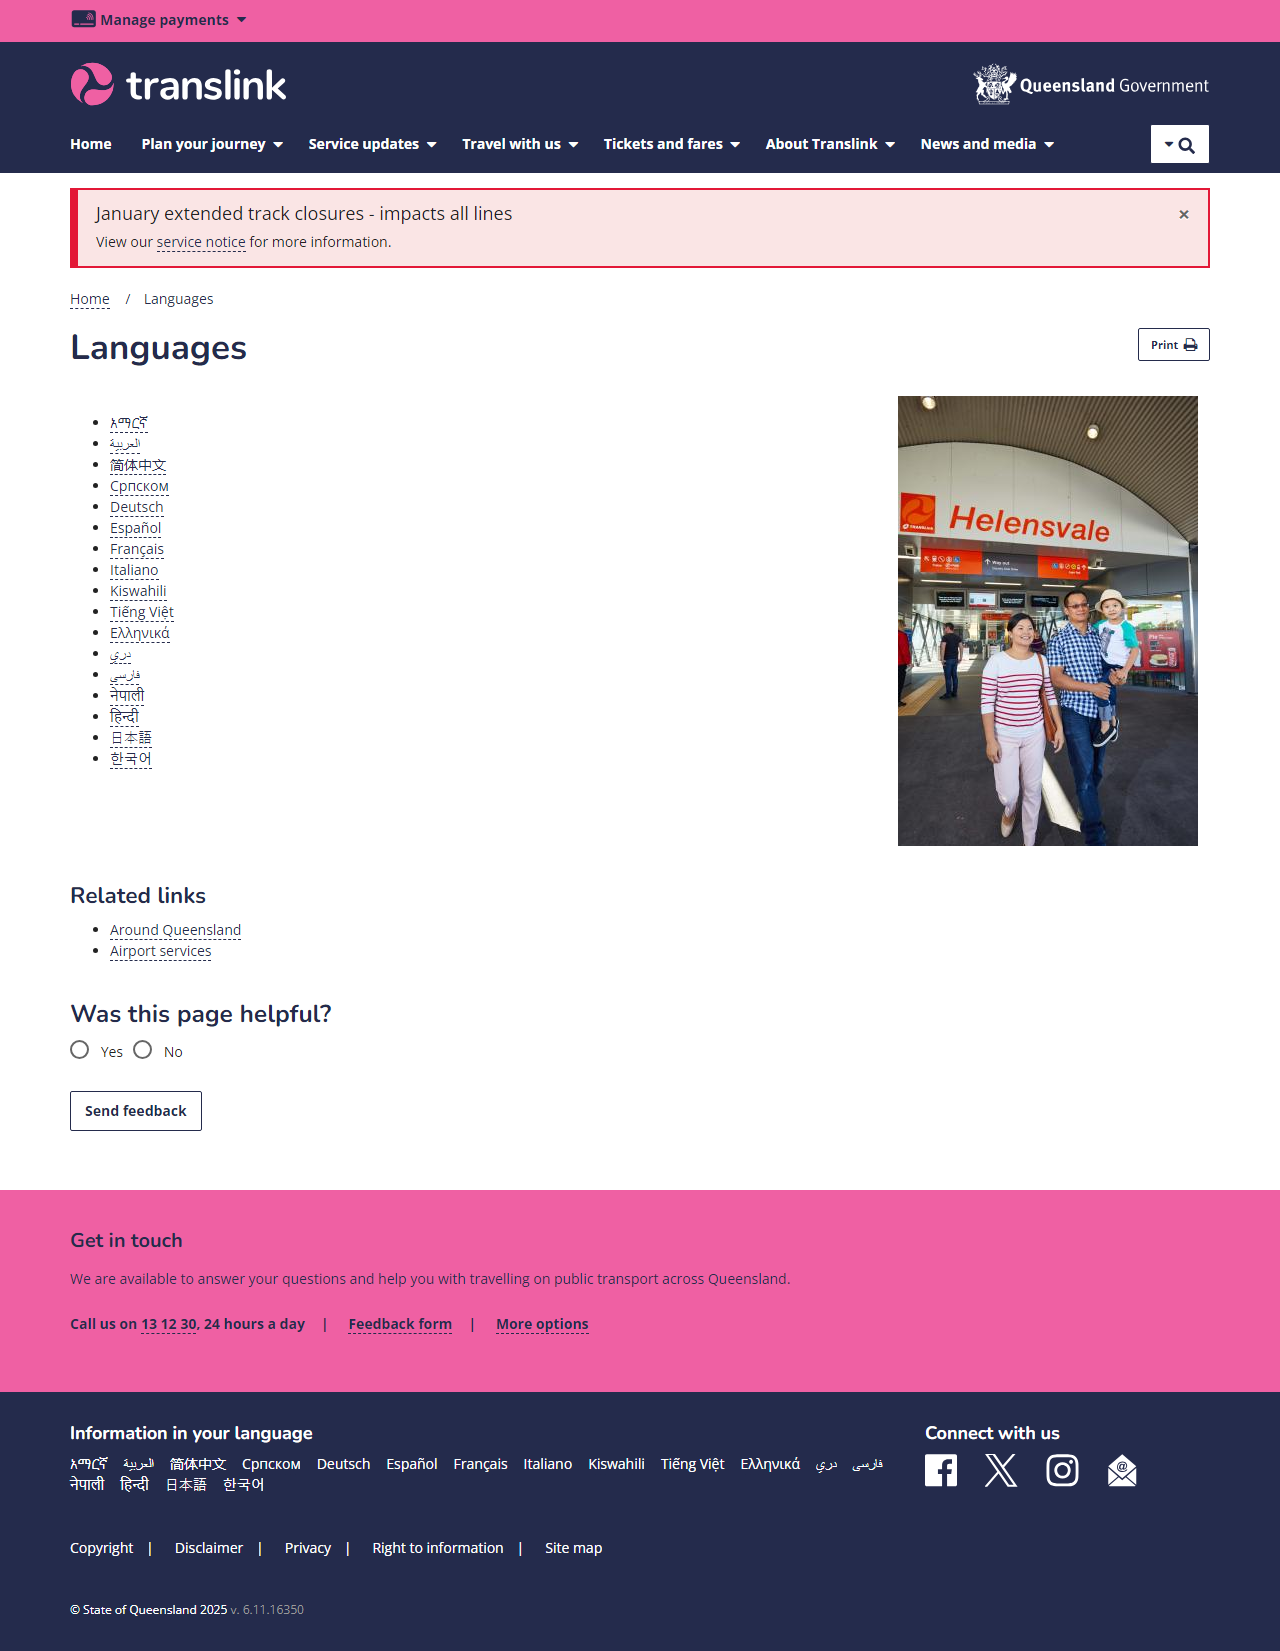 Manage payments
translink
Queensland Government
Home Plan your journey Service updates Travel with us Tickets and fares About Translink News and media
January extended track closures - impacts all lines
×
View our service notice for more information.
Home / Languages
Languages
Print
አማርኛ
العربية
简体中文
Српском
Deutsch
Español
Français
Italiano
Kiswahili
Tiếng Việt
Ελληνικά
دري
فارسی
नेपाली
हिन्दी
日本語
한국어
TRANSLINK
Helensvale
Way out
Related links
Around Queensland
Airport services
Was this page helpful?
Yes No
Send feedback
Get in touch
We are available to answer your questions and help you with travelling on public transport across Queensland.
Call us on 13 12 30, 24 hours a day | Feedback form | More options
Information in your language
Connect with us
አማርኛ العربية 简体中文 Српском Deutsch Español Français Italiano Kiswahili Tiếng Việt Ελληνικά دري فارسی
नेपाली हिन्दी 日本語 한국어
Copyright | Disclaimer | Privacy | Right to information | Site map
© State of Queensland 2025 v. 6.11.16350